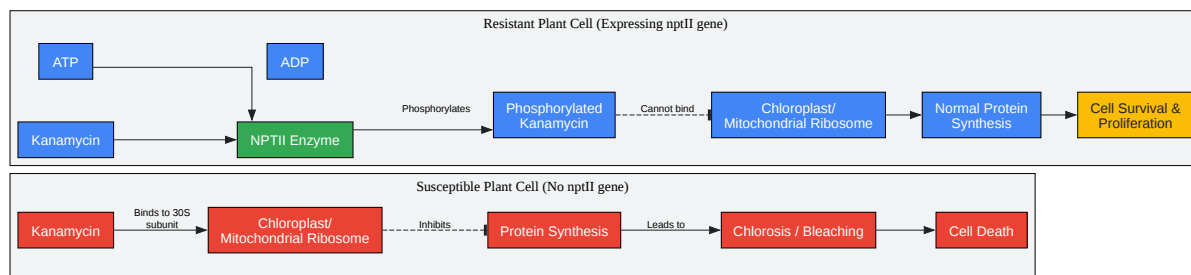 Resistant Plant Cell (Expressing nptII gene)
ATP
ADP
Kanamycin
NPTII Enzyme
Phosphorylates
Phosphorylated
Kanamycin
Cannot bind
Chloroplast/
Mitochondrial Ribosome
Normal Protein
Synthesis
Cell Survival &
Proliferation
Susceptible Plant Cell (No nptII gene)
Kanamycin
Binds to 30S
subunit
Chloroplast/
Mitochondrial Ribosome
Inhibits
Protein Synthesis
Leads to
Chlorosis / Bleaching
Cell Death